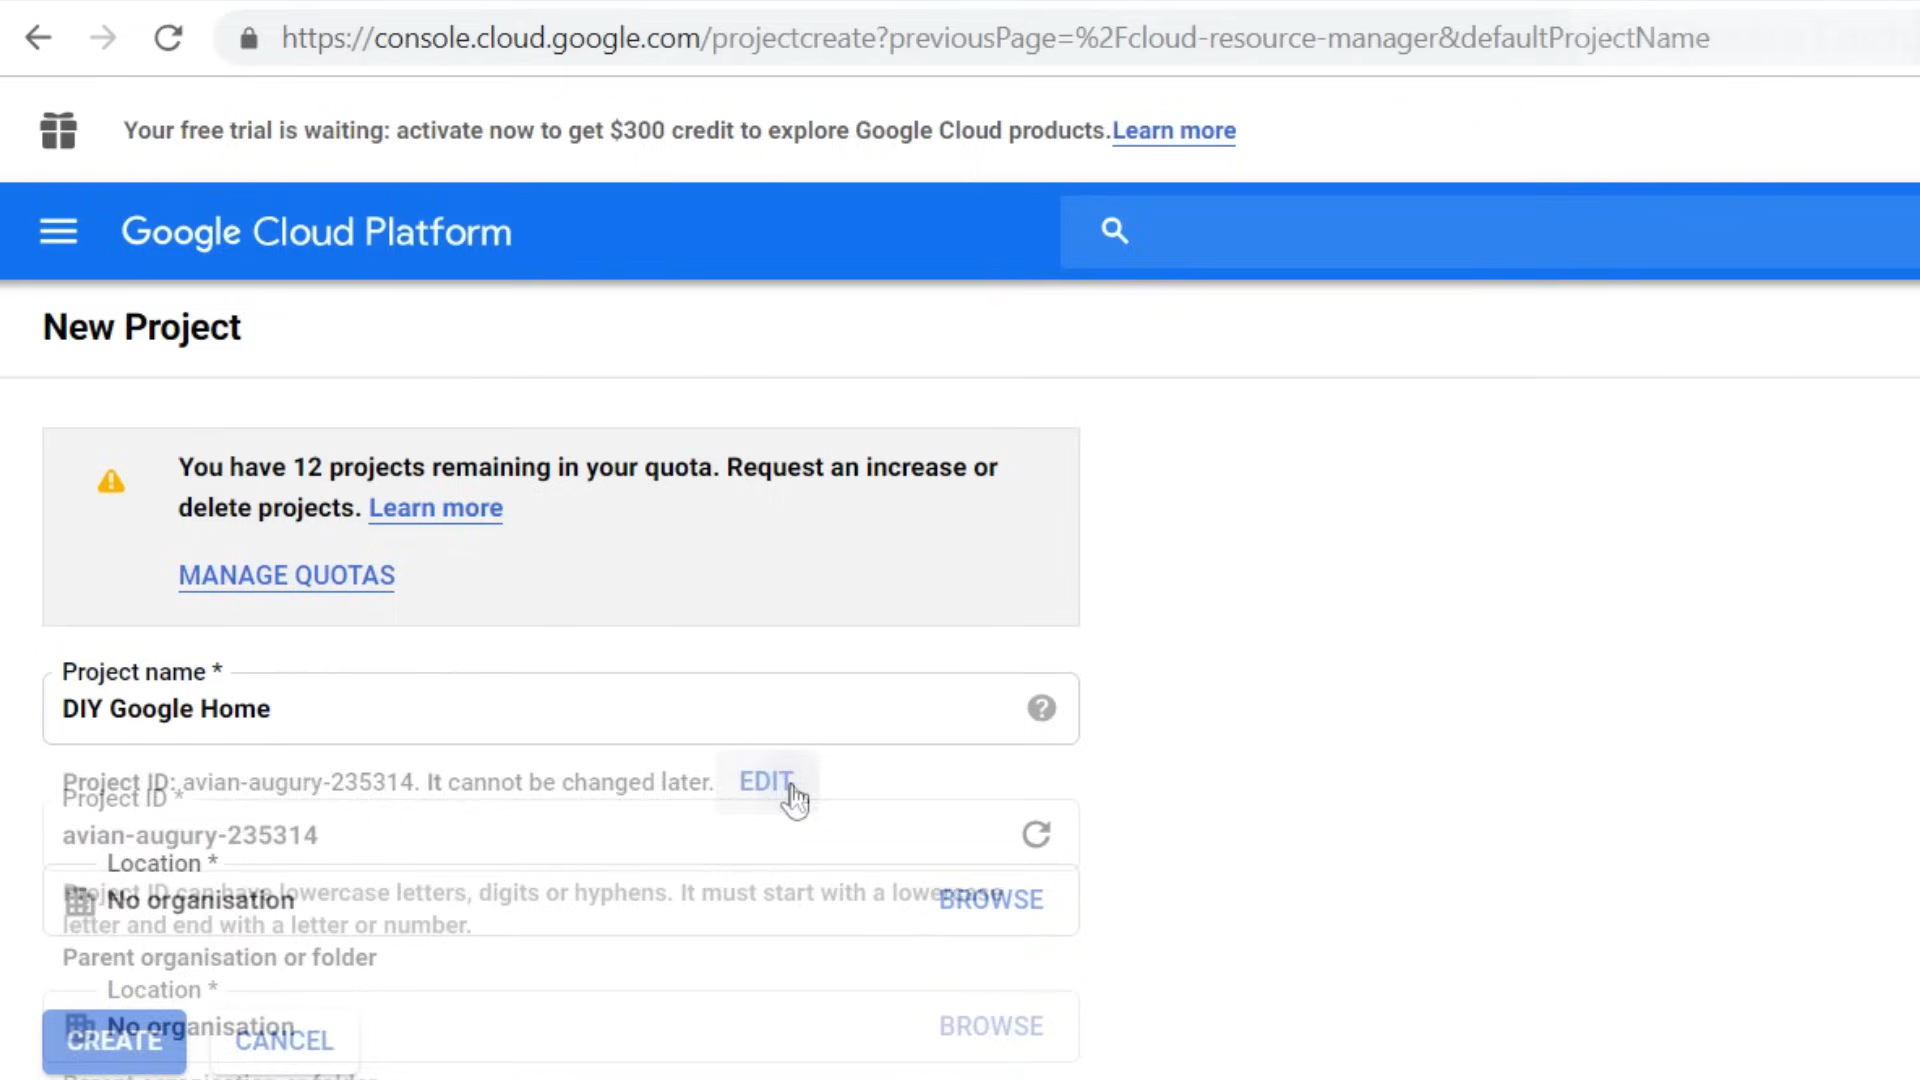 https://console.cloud.google.com/projectcreate?previousPage=%2Fcloud-resource-manager&defaultProjectName
Your free trial is waiting: activate now to get $300 credit to explore Google Cloud products. Learn more
Google Cloud Platform
New Project
You have 12 projects remaining in your quota. Request an increase or
delete projects. Learn more
MANAGE QUOTAS
Project name *
DIY Google Home
Project ID: avian-augury-235314. It cannot be changed later. EDIT
Project ID *
avian-augury-235314
Location *
Project ID can have lowercase letters, digits or hyphens. It must start with a lowercase
No organisation BROWSE
letter and end with a letter or number.
Parent organisation or folder
Location *
No organisation BROWSE
CREATE CANCEL
Parent organisation or folder